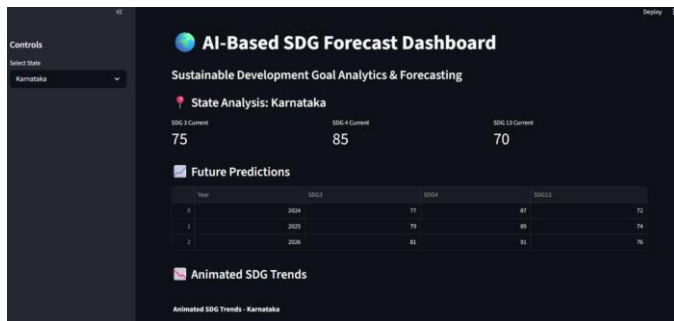 Deploy
Controls
Select State
Karnataka
AI-Based SDG Forecast Dashboard
Sustainable Development Goal Analytics & Forecasting
State Analysis: Karnataka
SDG 3 Current SDG 4 Current SDG 13 Current
75 85 70
Future Predictions
Year SDG3 SDG4 SDG13
0 2024 77 87 72
1 2025 79 89 74
2 2026 81 91 76
Animated SDG Trends
Animated SDG Trends - Karnataka